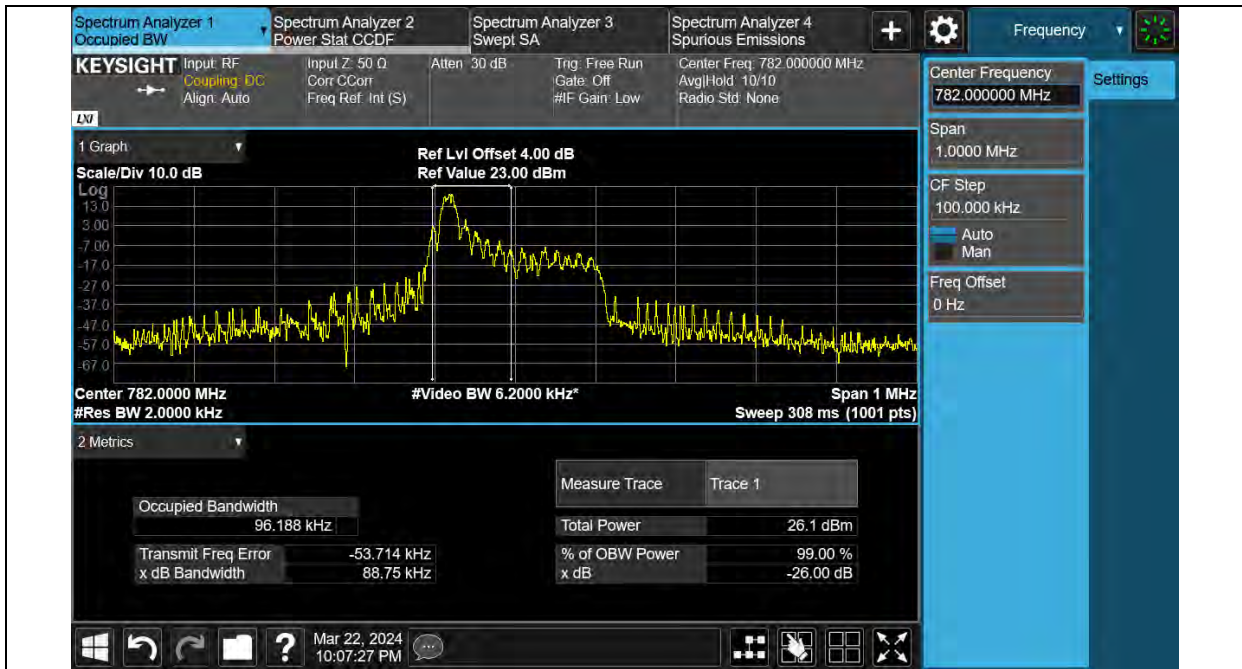 Spectrum Analyzer 1
Occupied BW
Spectrum Analyzer 2
Power Stat CCDF
Spectrum Analyzer 3
Swept SA
Spectrum Analyzer 4
Spurious Emissions
Frequency
KEYSIGHT
LXI
Input: RF
Coupling: DC
Align: Auto
Input Z: 50 Ω
Corr CCorr
Freq Ref: Int (S)
Atten: 30 dB
Trig: Free Run
Gate: Off
#IF Gain: Low
Center Freq: 782.000000 MHz
Avg|Hold: 10/10
Radio Std: None
1 Graph
Scale/Div 10.0 dB
Ref Lvl Offset 4.00 dB
Ref Value 23.00 dBm
Log
13.0
3.00
-7.00
-17.0
-27.0
-37.0
-47.0
-57.0
-67.0
Center 782.0000 MHz
#Res BW 2.0000 kHz
#Video BW 6.2000 kHz*
Span 1 MHz
Sweep 308 ms (1001 pts)
2 Metrics
Occupied Bandwidth
96.188 kHz
Transmit Freq Error -53.714 kHz
x dB Bandwidth 88.75 kHz
Measure Trace Trace 1
Total Power 26.1 dBm
% of OBW Power 99.00 %
x dB -26.00 dB
Center Frequency
782.000000 MHz
Settings
Span
1.0000 MHz
CF Step
100.000 kHz
Auto
Man
Freq Offset
0 Hz
Mar 22, 2024
10:07:27 PM